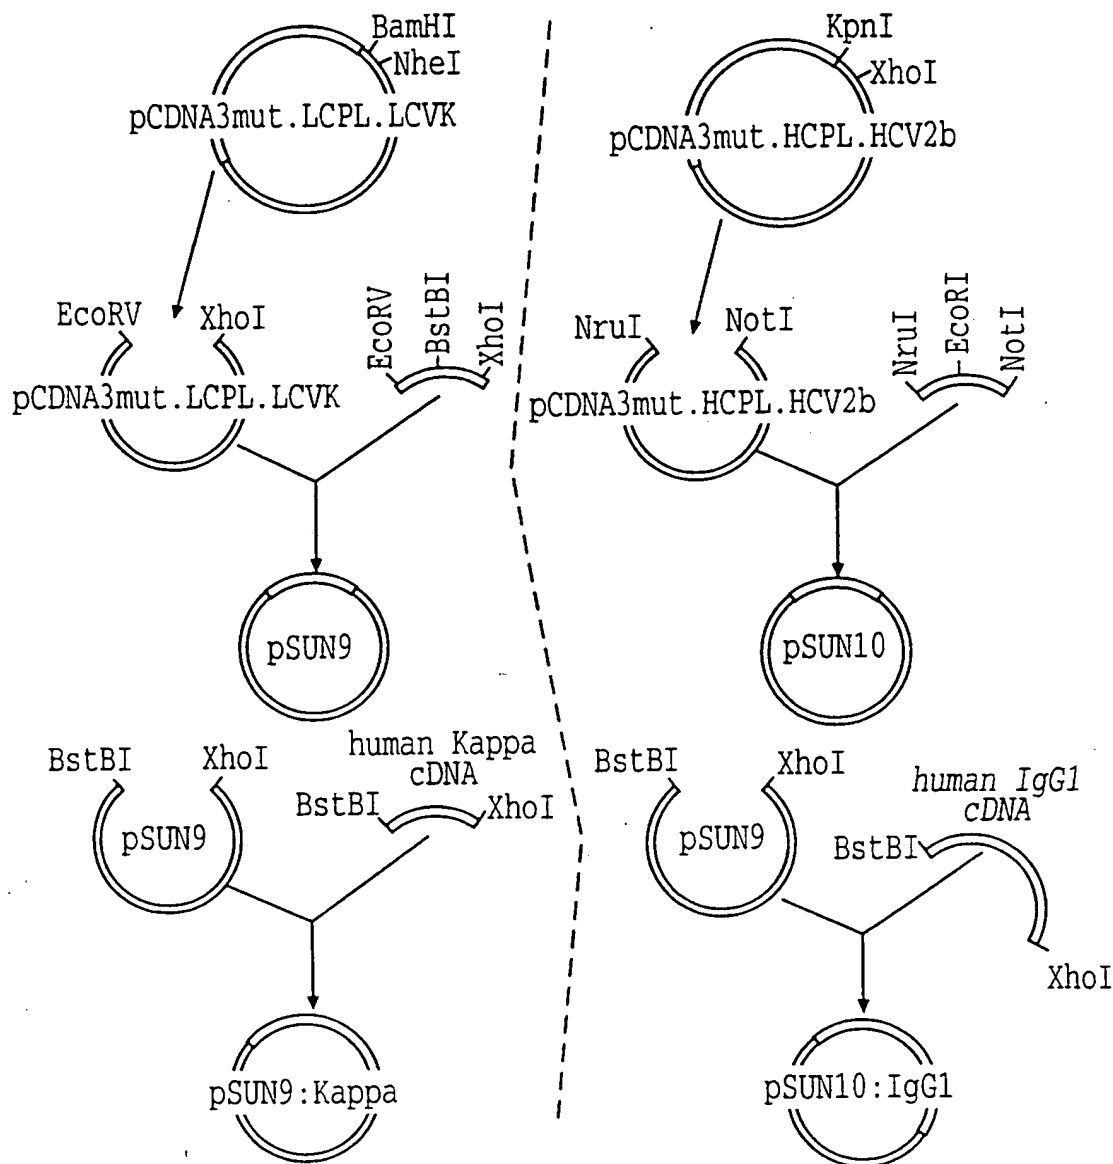 BamHI
NheI
pCDNA3mut.LCPL.LCVK
EcoRV
XhoI
EcoRV
BstBI
XhoI
pCDNA3mut.LCPL.LCVK
pSUN9
BstBI
XhoI
pSUN9
human Kappa
cDNA
BstBI
XhoI
pSUN9:Kappa
KpnI
XhoI
pCDNA3mut.HCPL.HCV2b
NruI
NotI
NruI
EcoRI
NotI
pCDNA3mut.HCPL.HCV2b
pSUN10
BstBI
XhoI
pSUN9
human IgG1
cDNA
BstBI
XhoI
pSUN10:IgG1